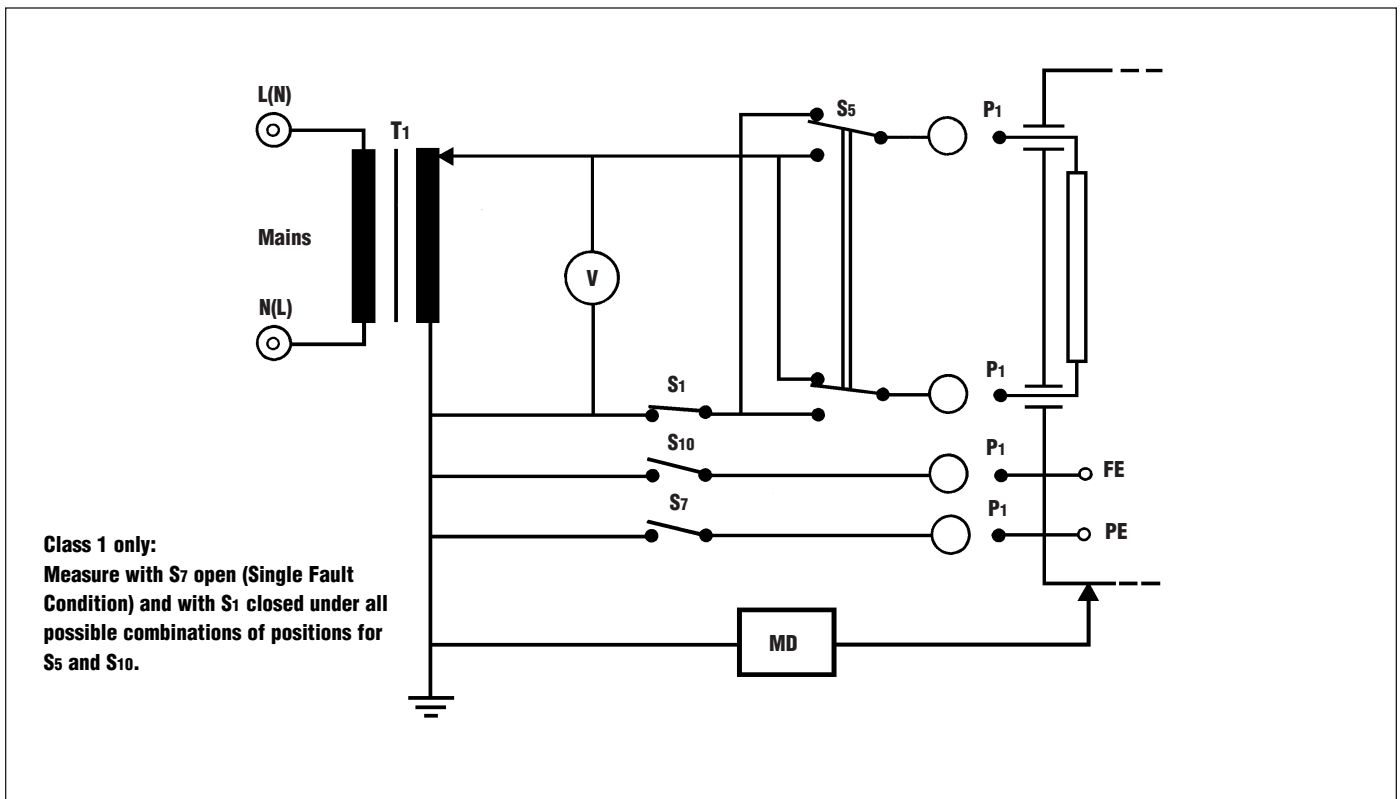 L(N)
T1
S5
P1
Mains
V
N(L)
S1
P1
S10
P1
FE
S7
P1
PE
Class 1 only:
Measure with S7 open (Single Fault
Condition) and with S1 closed under all
possible combinations of positions for
S5 and S10.
MD